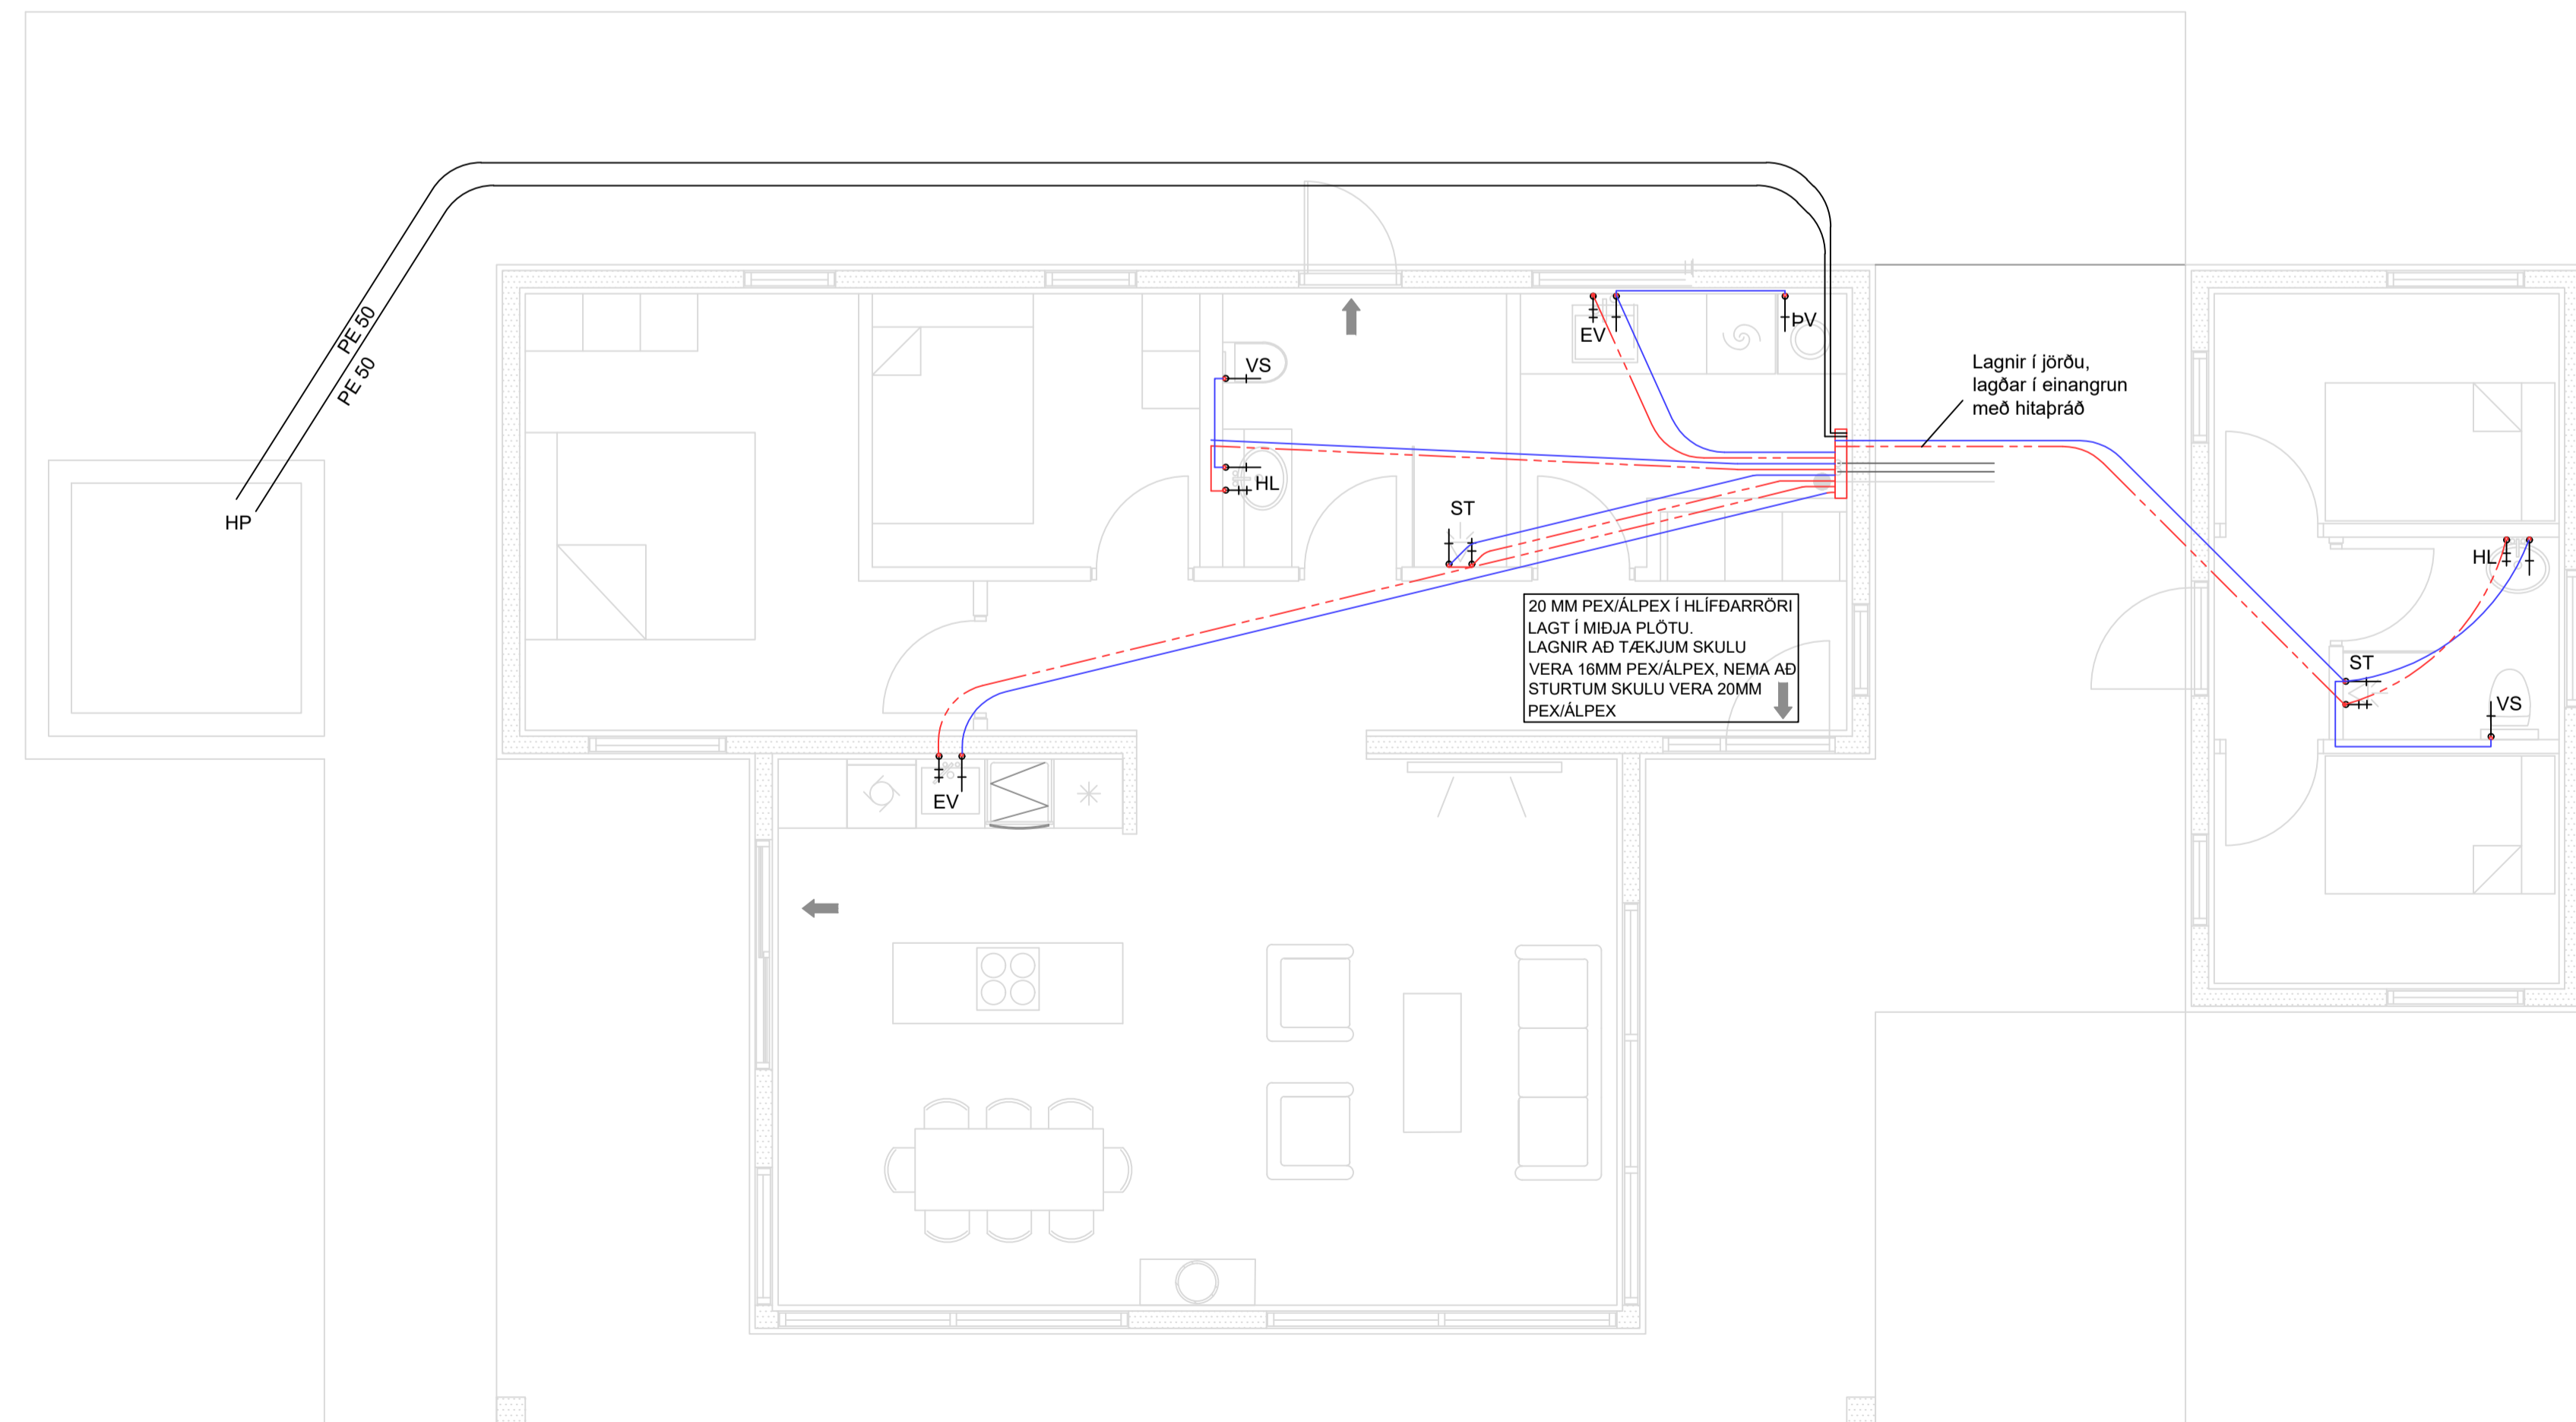 PE 50
PE 50
HP
VS
HL
ST
EV
ÞV
Lagnir í jörðu,
lagðar í einangrun
með hitaþráð
HL
ST
VS
20 MM PEX/ÁLPEX Í HLÍFÐARRÖRI
LAGT Í MIÐJA PLÖTU.
LAGNIR AÐ TÆKJUM SKULU
VERA 16MM PEX/ÁLPEX, NEMA AÐ
STURTUM SKULU VERA 20MM
PEX/ÁLPEX
EV